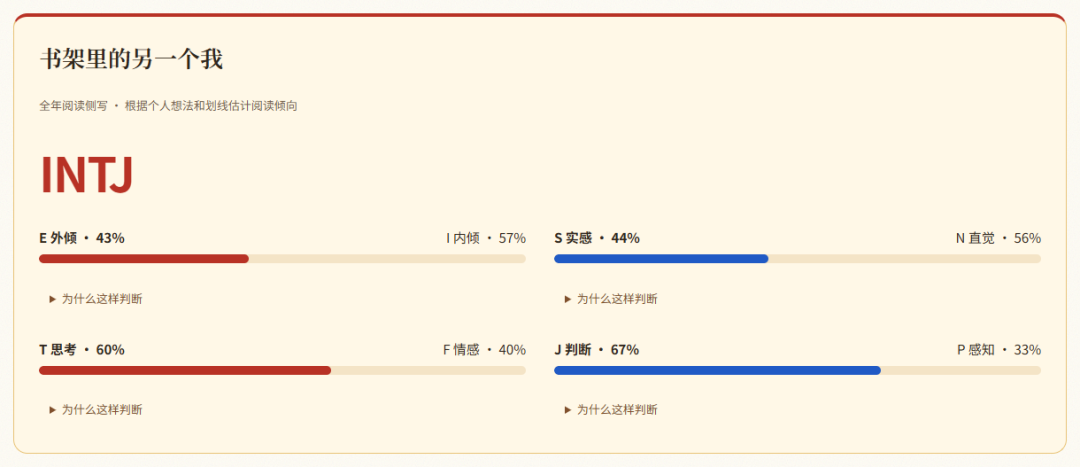 书架里的另一个我
全年阅读侧写 · 根据个人想法和划线估计阅读倾向
INTJ
E 外倾 · 43% I 内倾 · 57%
S 实感 · 44% N 直觉 · 56%
▶ 为什么这样判断
▶ 为什么这样判断
T 思考 · 60% F 情感 · 40%
J 判断 · 67% P 感知 · 33%
▶ 为什么这样判断
▶ 为什么这样判断